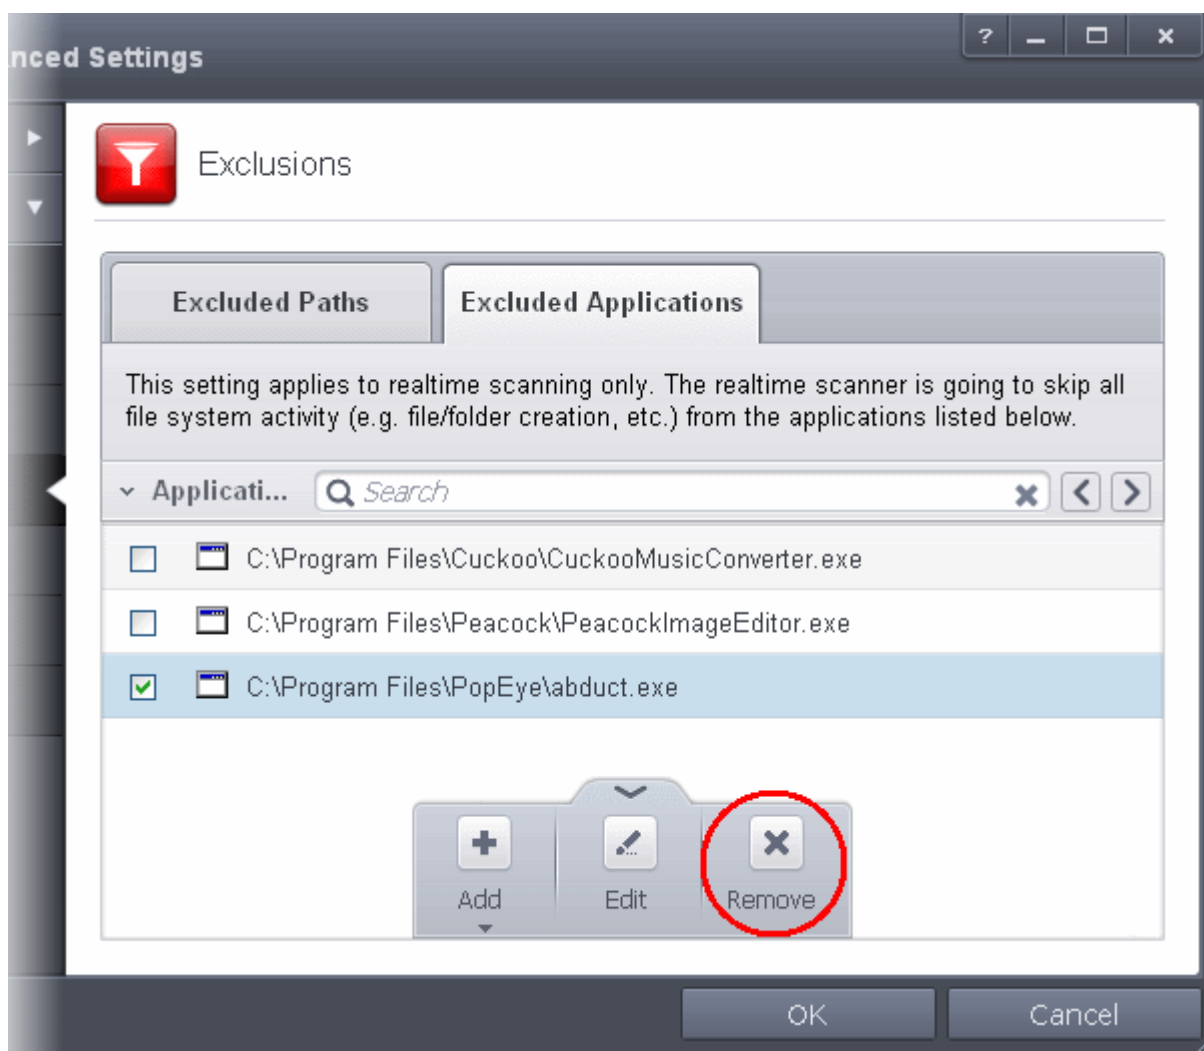 nced Settings
?
Exclusions
Excluded Paths
Excluded Applications
This setting applies to realtime scanning only. The realtime scanner is going to skip all
file system activity (e.g. file/folder creation, etc.) from the applications listed below.
Applicati...
Search
C:\Program Files\Cuckoo\CuckooMusicConverter.exe
C:\Program Files\Peacock\PeacockImageEditor.exe
C:\Program Files\PopEye\abduct.exe
Add
Edit
Remove
OK
Cancel